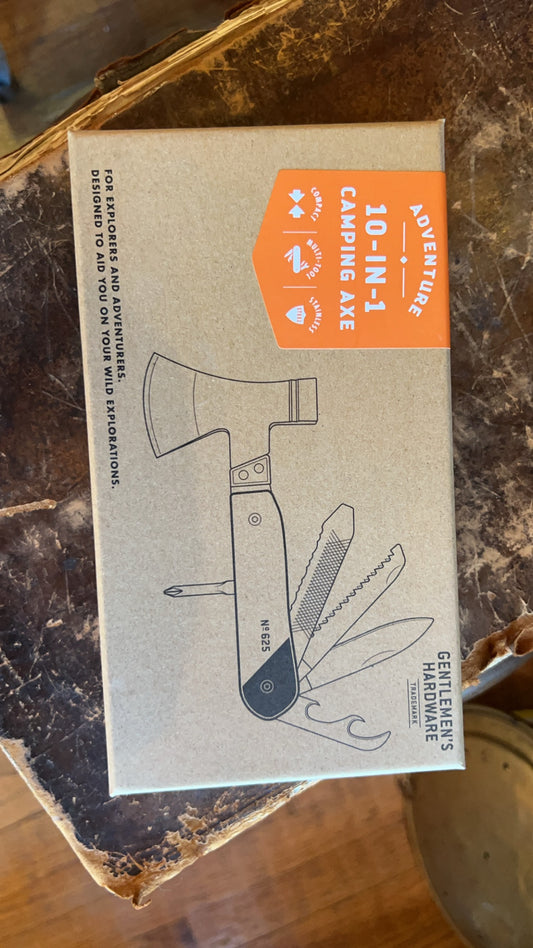 ADVENTURE
10-IN-1
CAMPING AXE
COMPACT
MULTI-TOOL
STAINLESS
GENTLEMEN'S
HARDWARE
TRADEMARK
Nº625
FOR EXPLORERS AND ADVENTURERS.
DESIGNED TO AID YOU ON YOUR WILD EXPLORATIONS.